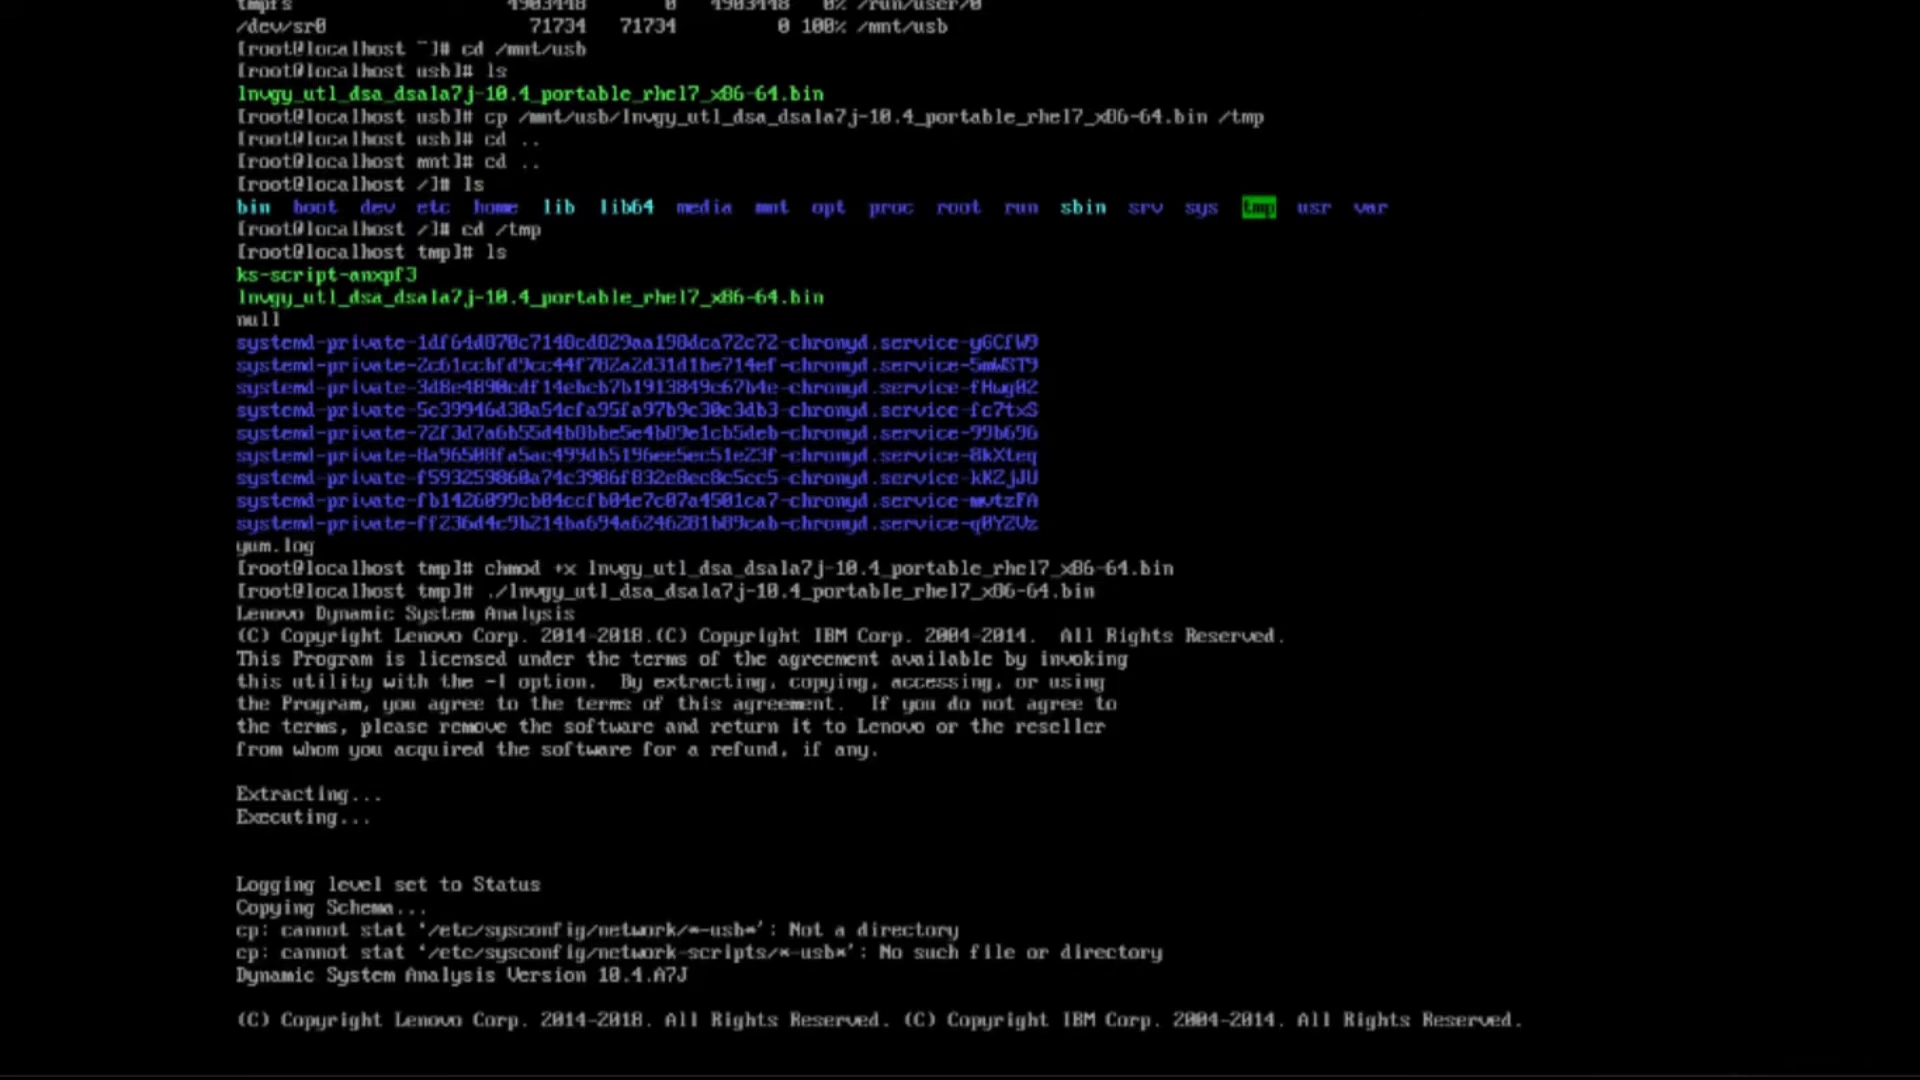 tmpfs 4903448 0 4903448 0% /run/user/0
/dev/sr0 71734 71734 0 100% /mnt/usb
[root@localhost ~]# cd /mnt/usb
[root@localhost usb]# ls
lnvgy_utl_dsa_dsala7j-10.4_portable_rhel7_x86-64.bin
[root@localhost usb]# cp /mnt/usb/lnvgy_utl_dsa_dsala7j-10.4_portable_rhel7_x86-64.bin /tmp
[root@localhost usb]# cd ..
[root@localhost mnt]# cd ..
[root@localhost /]# ls
bin boot dev etc home lib lib64 media mnt opt proc root run sbin srv sys tmp usr var
[root@localhost /]# cd /tmp
[root@localhost tmp]# ls
ks-script-anxpf3
lnvgy_utl_dsa_dsala7j-10.4_portable_rhel7_x86-64.bin
null
systemd-private-1df64d070c7140cd029aa190dca72c72-chronyd.service-yGCfW9
systemd-private-2c61ccbfd9cc44f702a2d31d1be714ef-chronyd.service-5mWST9
systemd-private-3d8e4890cdf14ebcb7b1913849c67b4e-chronyd.service-fHwg02
systemd-private-5c39946d30a54cfa95fa97b9c30c3db3-chronyd.service-fc7txS
systemd-private-72f3d7a6b55d4b0bbe5e4b09e1cb5deb-chronyd.service-99b696
systemd-private-8a96508fa5ac499db5196ee5ec51e23f-chronyd.service-8kXteq
systemd-private-f593259860a74c3986f832e8ec8c5cc5-chronyd.service-kKZjJU
systemd-private-fb1426099cb04ccfb04e7c07a4501ca7-chronyd.service-mvtzFA
systemd-private-ff236d4c9b214ba694a6246281b89cab-chronyd.service-q0YZVz
yum.log
[root@localhost tmp]# chmod +x lnvgy_utl_dsa_dsala7j-10.4_portable_rhel7_x86-64.bin
[root@localhost tmp]# ./lnvgy_utl_dsa_dsala7j-10.4_portable_rhel7_x86-64.bin
Lenovo Dynamic System Analysis
(C) Copyright Lenovo Corp. 2014-2018.(C) Copyright IBM Corp. 2004-2014. All Rights Reserved.
This Program is licensed under the terms of the agreement available by invoking
this utility with the -l option. By extracting, copying, accessing, or using
the Program, you agree to the terms of this agreement. If you do not agree to
the terms, please remove the software and return it to Lenovo or the reseller
from whom you acquired the software for a refund, if any.
Extracting...
Executing...
Logging level set to Status
Copying Schema...
cp: cannot stat '/etc/sysconfig/network/*-usb*': Not a directory
cp: cannot stat '/etc/sysconfig/network-scripts/*-usb*': No such file or directory
Dynamic System Analysis Version 10.4.A7J
(C) Copyright Lenovo Corp. 2014-2018. All Rights Reserved. (C) Copyright IBM Corp. 2004-2014. All Rights Reserved.